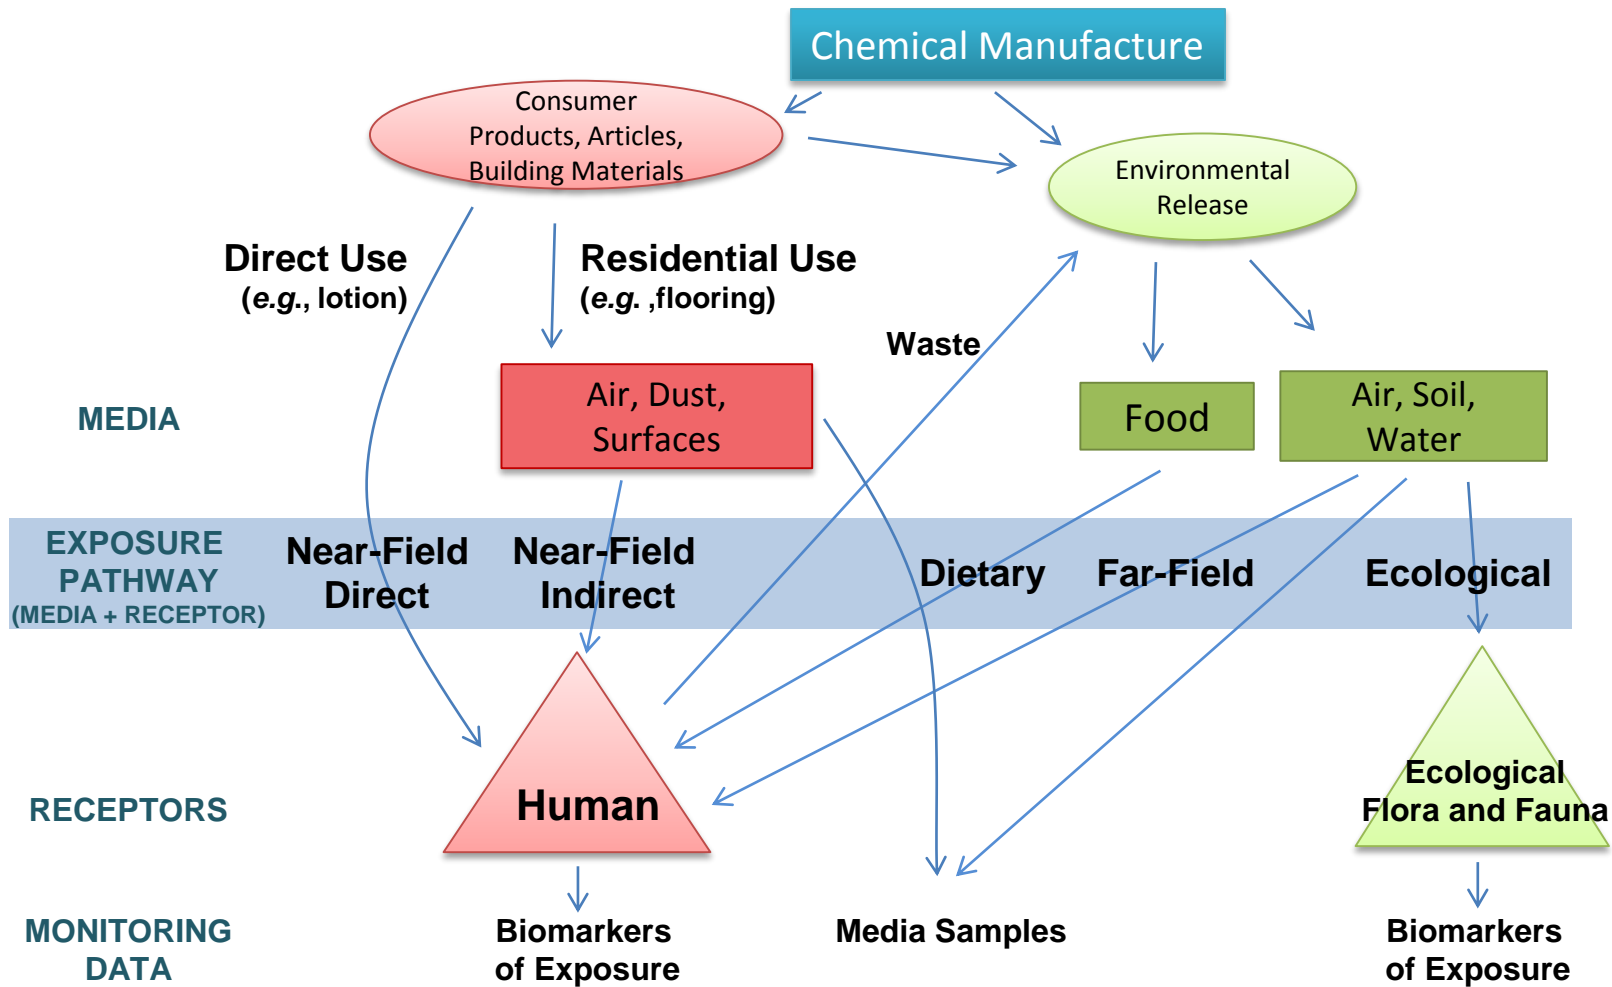 Chemical Manufacture
Consumer
Products, Articles,
Building Materials
Environmental
Release
Direct Use
(e.g., lotion)
Residential Use
(e.g. ,flooring)
Waste
MEDIA
Air, Dust,
Surfaces
Food
Air, Soil,
Water
EXPOSURE
PATHWAY
(MEDIA + RECEPTOR)
Near-Field
Direct
Near-Field
Indirect
Dietary
Far-Field
Ecological
RECEPTORS
Human
Ecological
Flora and Fauna
MONITORING
DATA
Biomarkers
of Exposure
Media Samples
Biomarkers
of Exposure